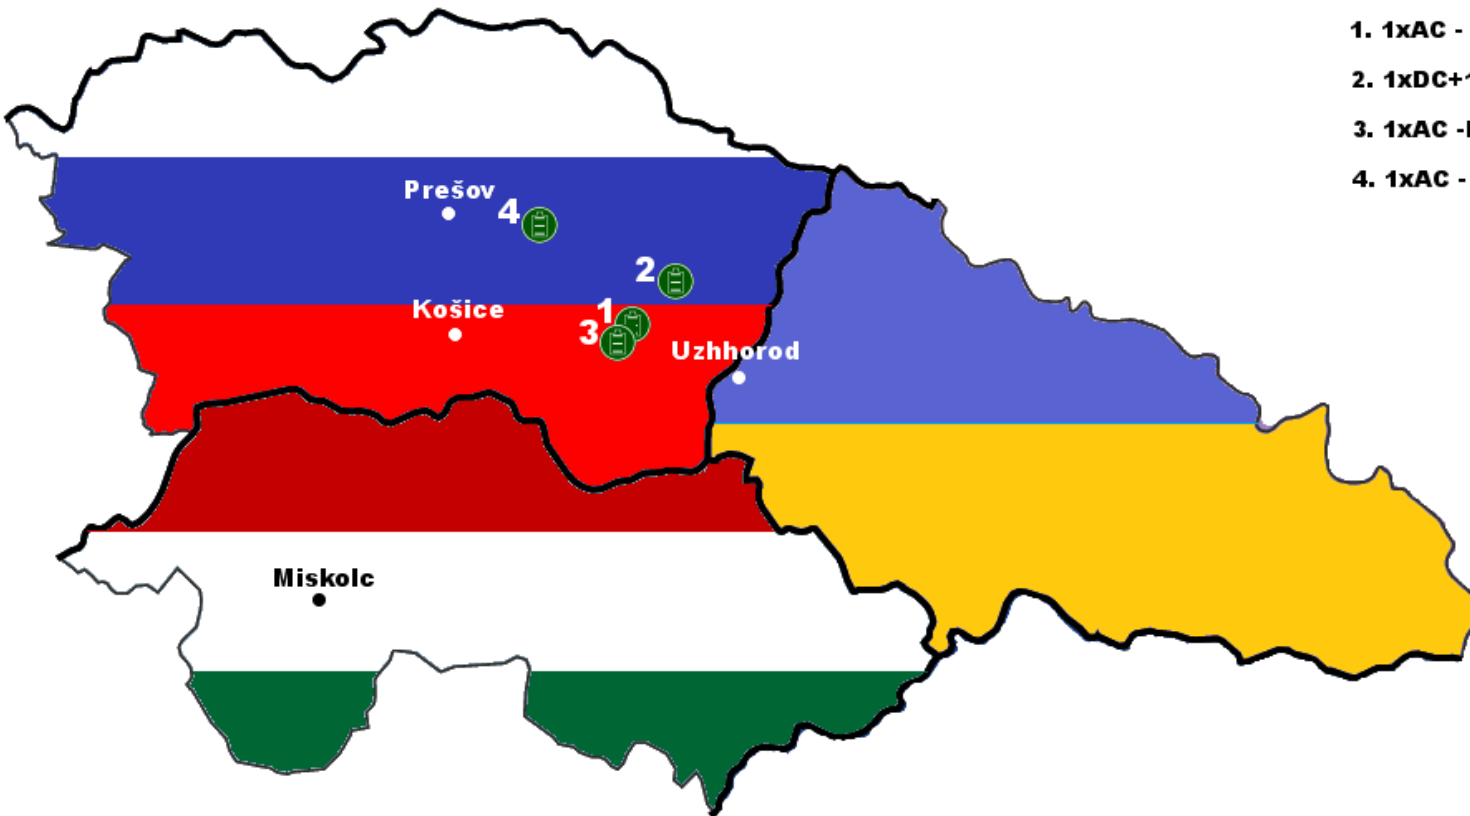 1. 1xAC -
2. 1xDC+
3. 1xAC -
4. 1xAC -
Prešov
4
2
Košice
1
3
Uzhhorod
Miskolc